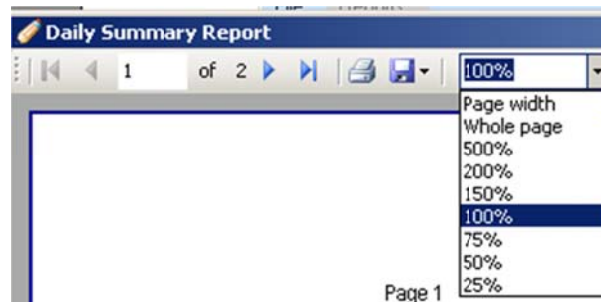 Daily Summary Report
1 of 2 100%
Page width
Whole page
500%
200%
150%
100%
75%
50%
25%
Page 1